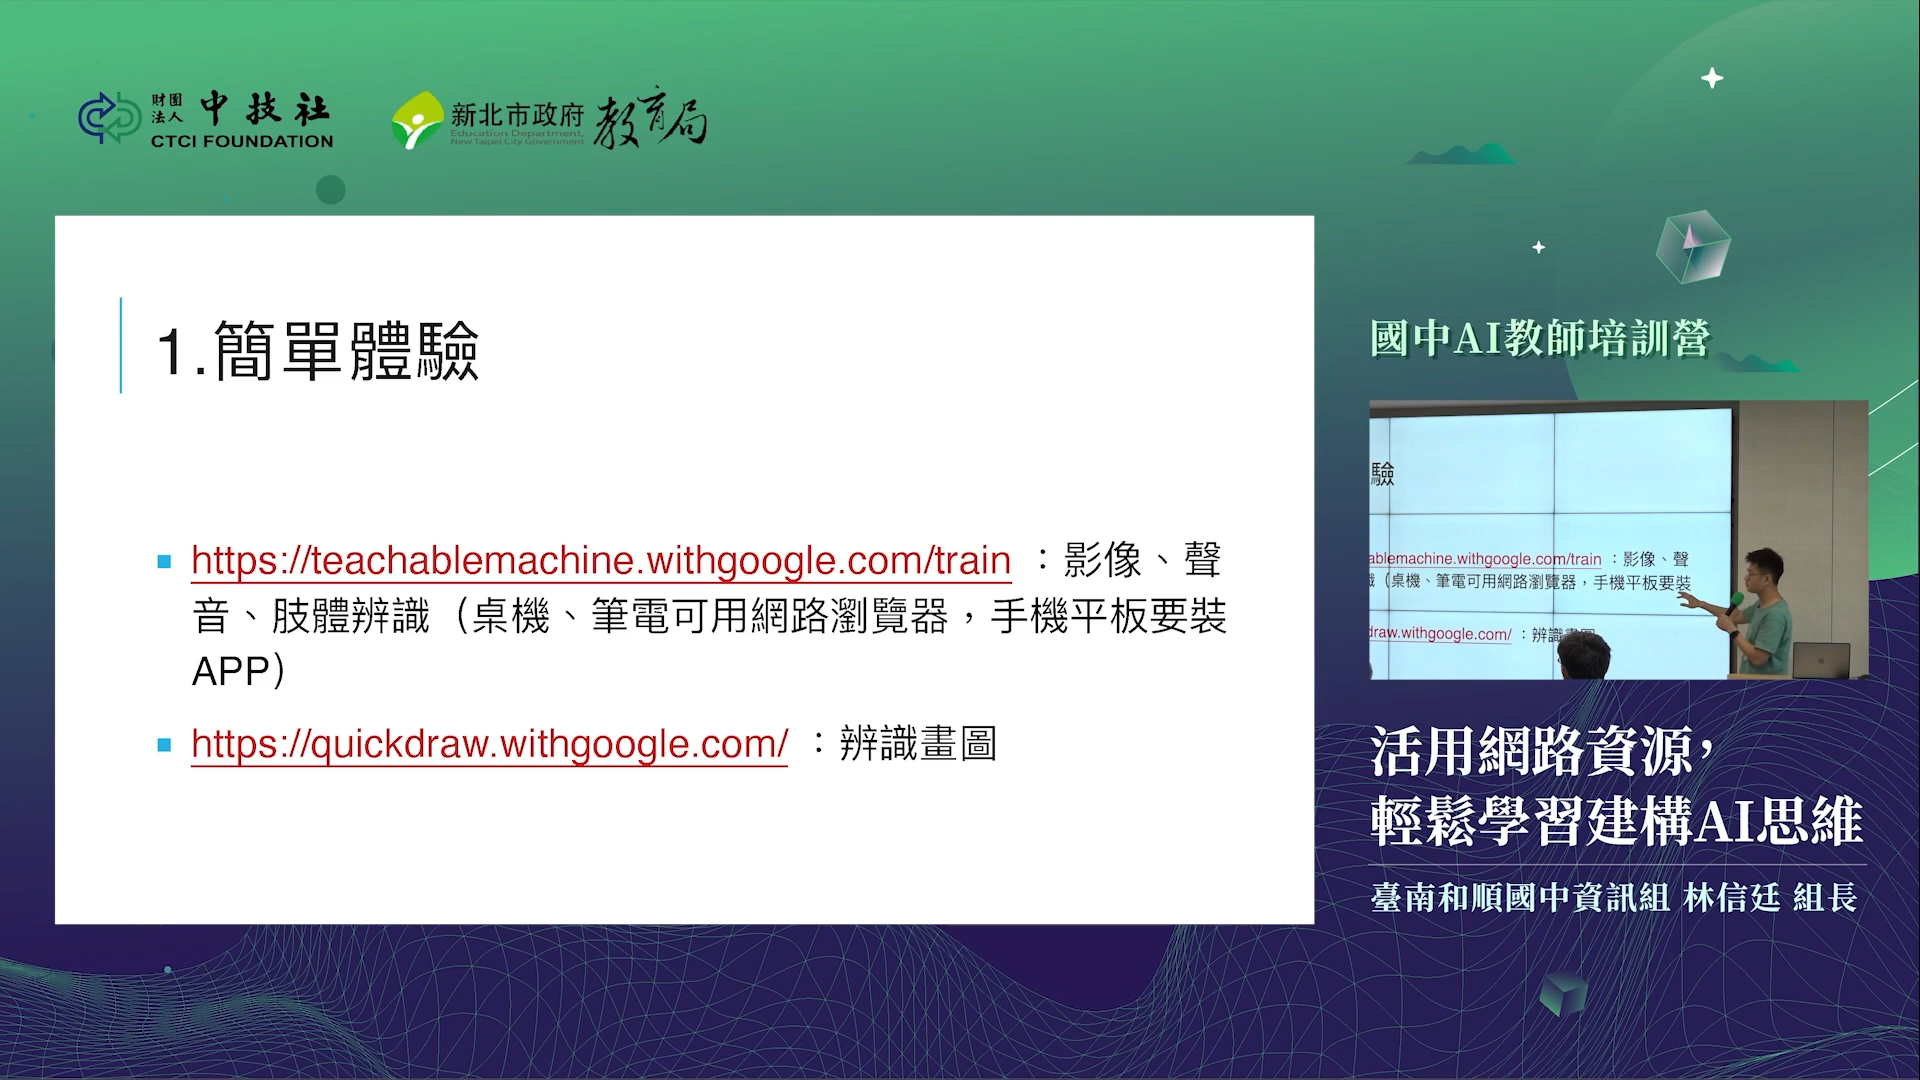 財團法人 中技社
CTCI FOUNDATION
新北市政府 教育局
Education Department,
New Taipei City Government
1.簡單體驗
https://teachablemachine.withgoogle.com/train ：影像、聲
音、肢體辨識（桌機、筆電可用網路瀏覽器，手機平板要裝
APP）
https://quickdraw.withgoogle.com/ ：辨識畫圖
國中AI教師培訓營
驗
ablemachine.withgoogle.com/train ：影像、聲
（桌機、筆電可用網路瀏覽器，手機平板要裝
draw.withgoogle.com/ ：辨識
活用網路資源，
輕鬆學習建構AI思維
臺南和順國中資訊組 林信廷 組長